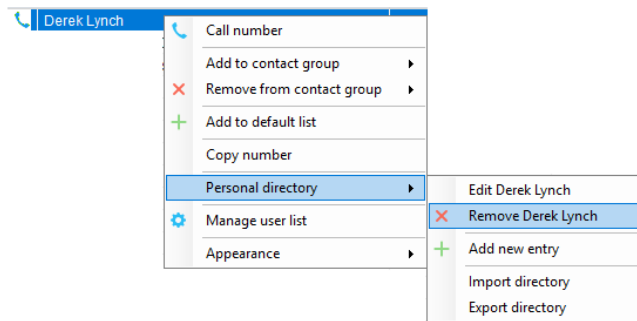 Derek Lynch
Call number
Add to contact group
Remove from contact group
Add to default list
Copy number
Personal directory
Manage user list
Appearance
Edit Derek Lynch
Remove Derek Lynch
Add new entry
Import directory
Export directory